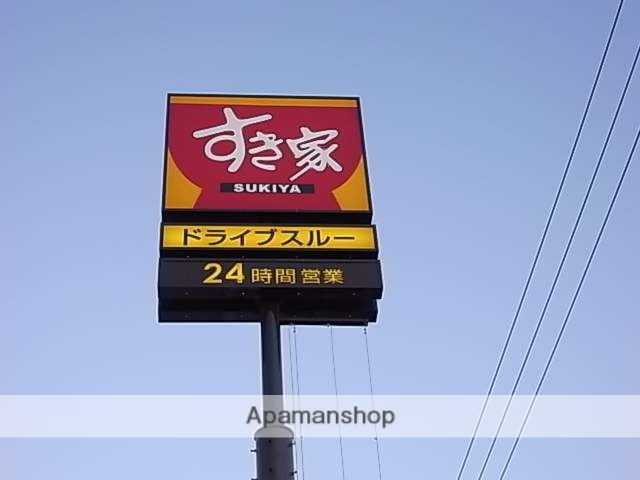 すき家
SUKIYA
ドライブスルー
24時間営業
Apamanshop